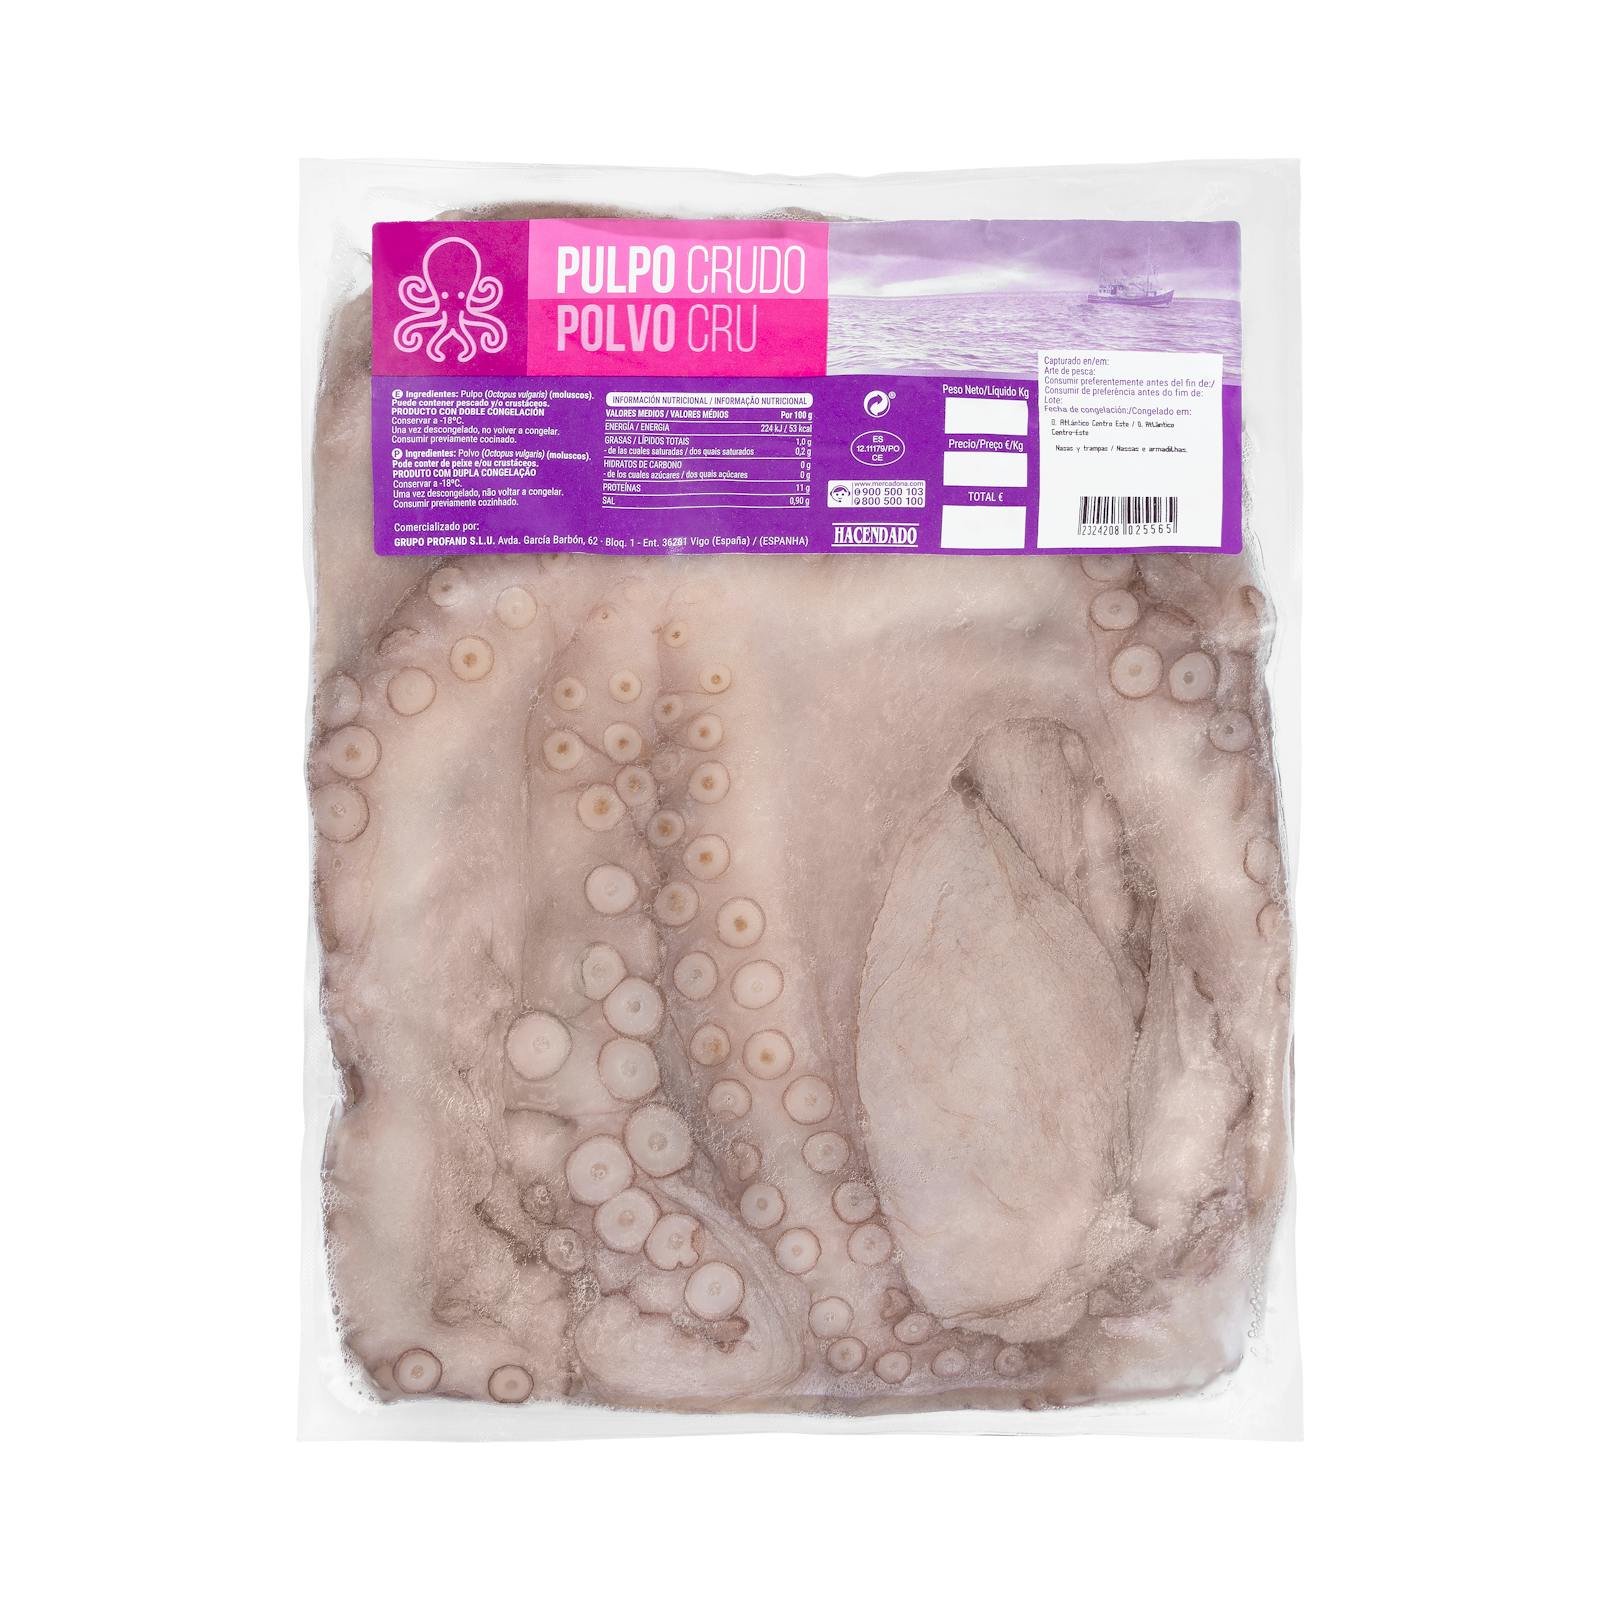 PULPO CRUDO
POLVO CRU
E Ingredientes: Pulpo (Octopus vulgaris) (moluscos).
Puede contener pescado y/o crustáceos.
PRODUCTO CON DOBLE CONGELACIÓN
Conservar a -18ºC.
Una vez descongelado, no volver a congelar.
Consumir previamente cocinado.
P Ingredientes: Polvo (Octopus vulgaris) (moluscos).
Pode conter de peixe e/ou crustáceos.
PRODUTO COM DUPLA CONGELAÇÃO
Conservar a -18ºC.
Uma vez descongelado, não voltar a congelar.
Consumir previamente cozinhado.
Comercializado por:
GRUPO PROFAND S.L.U. Avda. García Barbón, 62 · Bloq. 1 - Ent. 36201 Vigo (España) / (ESPANHA)
INFORMACIÓN NUTRICIONAL / INFORMAÇÃO NUTRICIONAL
VALORES MEDIOS / VALORES MÉDIOS Por 100 g
ENERGÍA / ENERGIA 224 kJ / 53 kcal
GRASAS / LÍPIDOS TOTAIS 1,0 g
- de las cuales saturadas / dos quais saturados 0,2 g
HIDRATOS DE CARBONO 0 g
- de los cuales azúcares / dos quais açúcares 0 g
PROTEÍNAS 11 g
SAL 0,90 g
®
ES
12.11179/PO
CE
www.mercadona.com
E 900 500 103
P 800 500 100
HACENDADO
Peso Neto/Líquido Kg
Precio/Preço €/Kg
TOTAL €
Capturado en/em:
Arte de pesca:
Consumir preferentemente antes del fin de:/
Consumir de preferência antes do fim de:
Lote:
Fecha de congelación:/Congelado em:
O. Atlántico Centro Este / O. Atlântico
Centro-Este
Nasas y trampas / Nassas e armadilhas.
2324208 025565